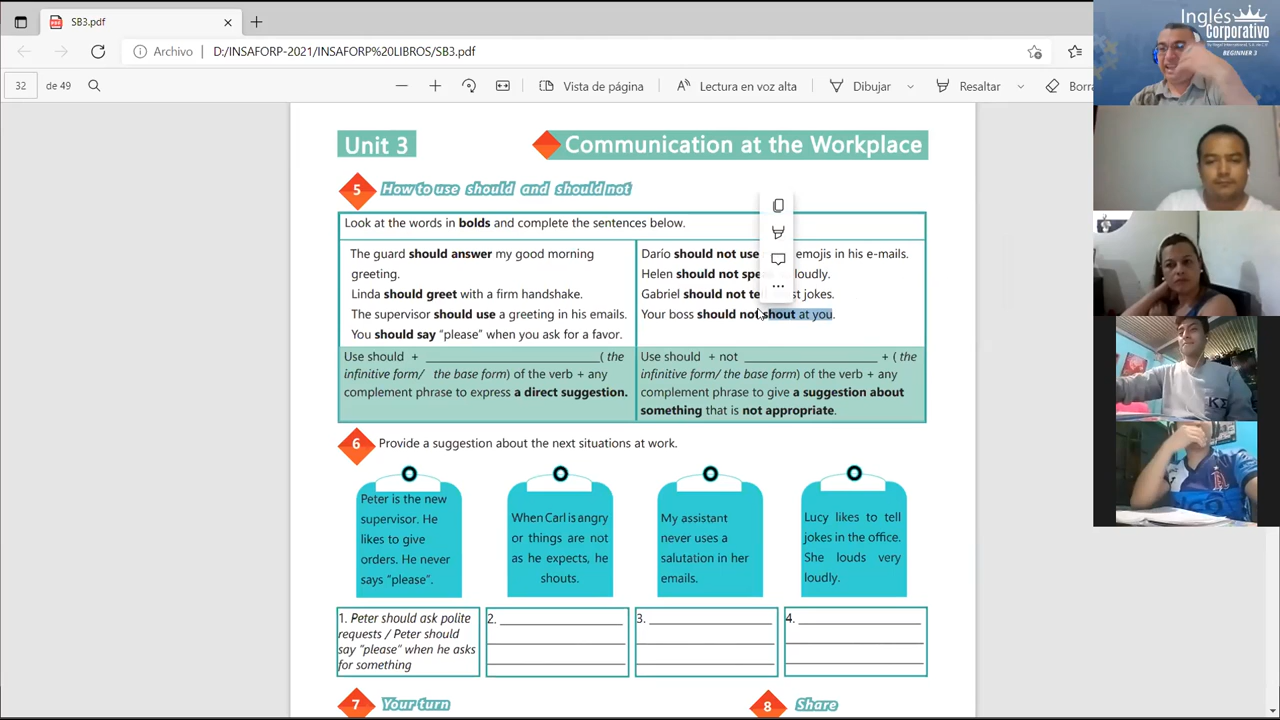 SB3.pdf
Archivo
D:/INSAFORP-2021/INSAFORP%20LIBROS/SB3.pdf
32
de 49
Vista de página
Lectura en voz alta
Dibujar
Resaltar
Borra
Inglés
Corporativo
BEGINNER 3
Unit 3
Communication at the Workplace
5
How to use should and should not
Look at the words in bolds and complete the sentences below.
The guard should answer my good morning
greeting.
Linda should greet with a firm handshake.
The supervisor should use a greeting in his emails.
You should say “please” when you ask for a favor.
Darío should not use emojis in his e-mails.
Helen should not spe loudly.
Gabriel should not te st jokes.
Your boss should not shout at you.
Use should + ( the
infinitive form/ the base form) of the verb + any
complement phrase to express a direct suggestion.
Use should + not + ( the
infinitive form/ the base form) of the verb + any
complement phrase to give a suggestion about
something that is not appropriate.
6
Provide a suggestion about the next situations at work.
Peter is the new
supervisor. He
likes to give
orders. He never
says “please”.
When Carl is angry
or things are not
as he expects, he
shouts.
My assistant
never uses a
salutation in her
emails.
Lucy likes to tell
jokes in the office.
She louds very
loudly.
1. Peter should ask polite
requests / Peter should
say “please” when he asks
for something
2.
3.
4.
7
Your turn
8
Share